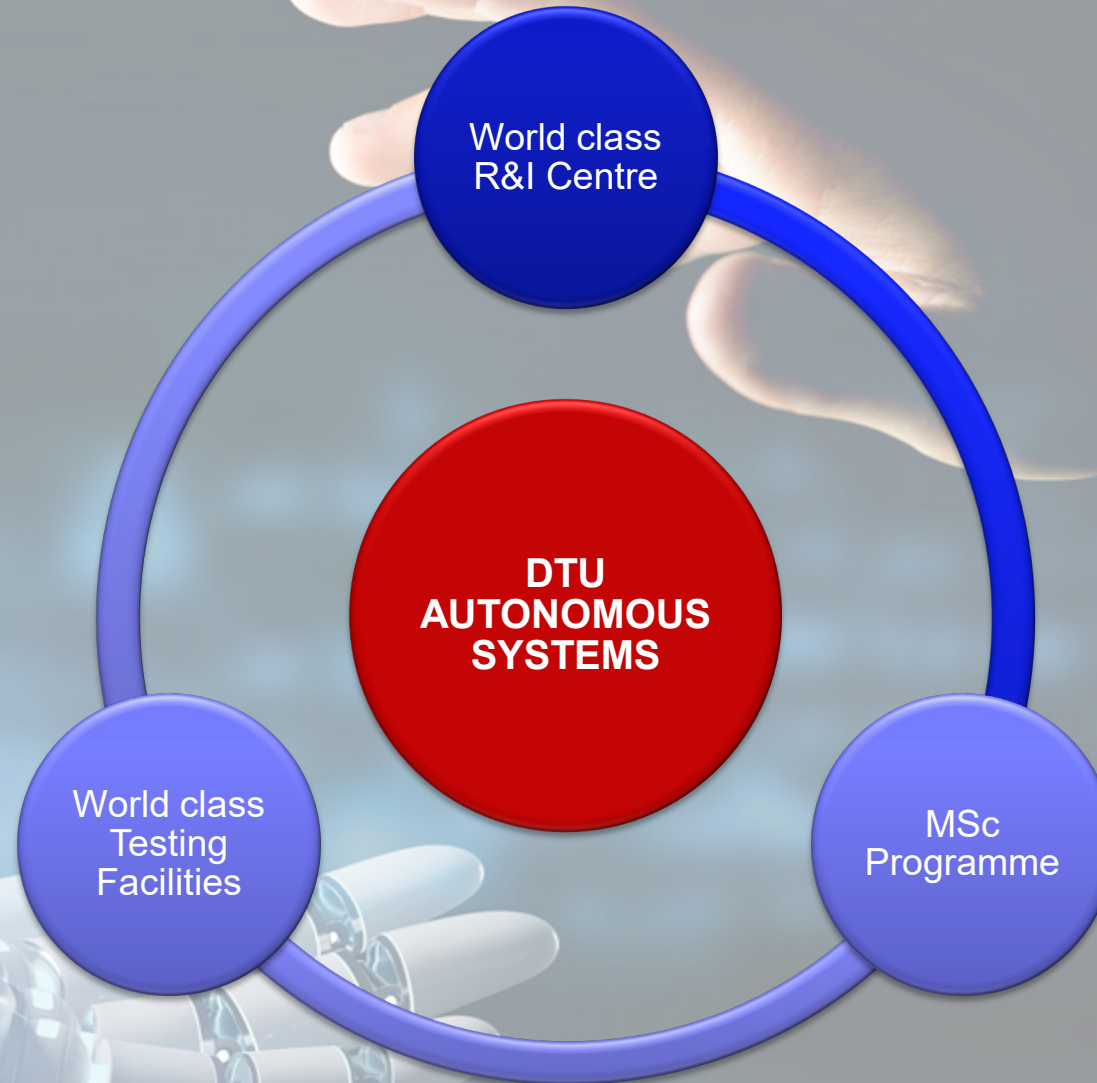 World class
R&I Centre
DTU
AUTONOMOUS
SYSTEMS
World class
Testing
Facilities
MSc
Programme